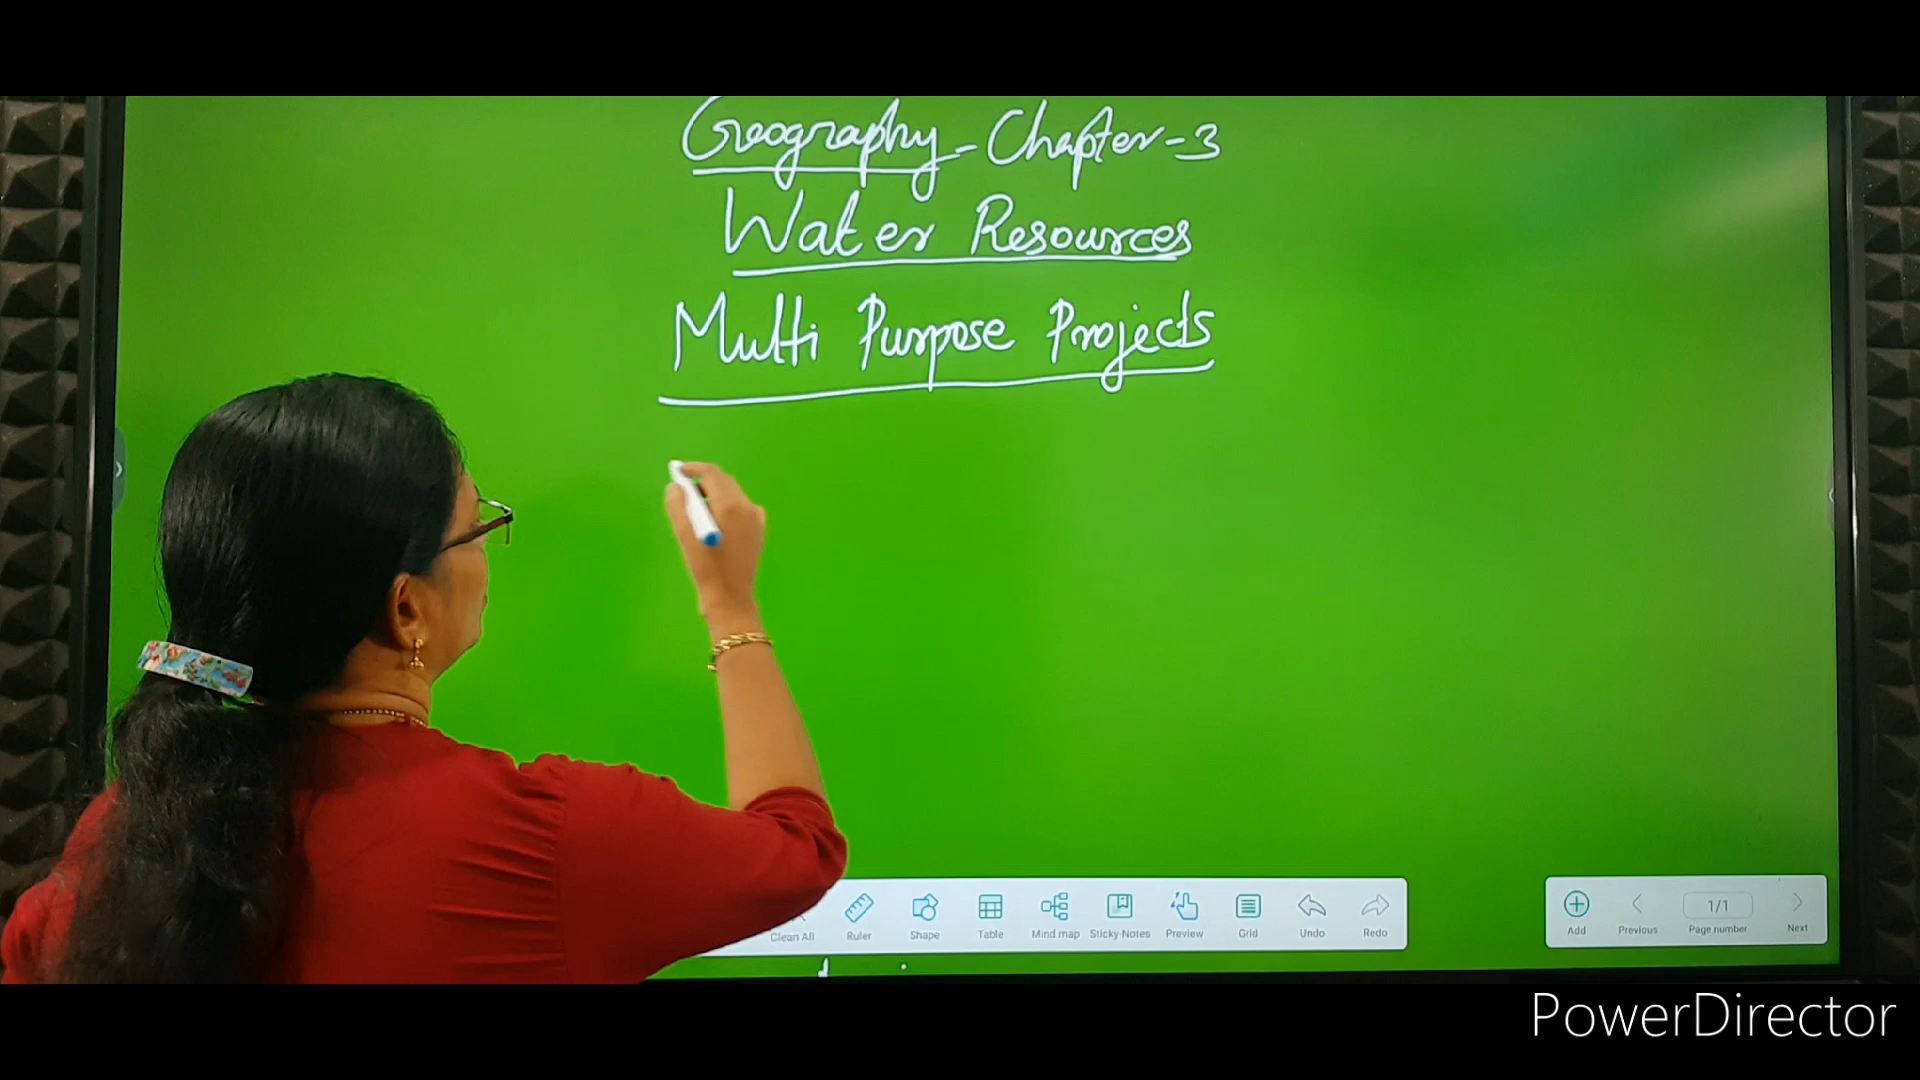 Geography - Chapter - 3
Water Resources
Multi Purpose Projects
Clean All Ruler Shape Table Mind map Sticky-Notes Preview Grid Undo Redo
Add Previous 1/1 Page number Next
PowerDirector